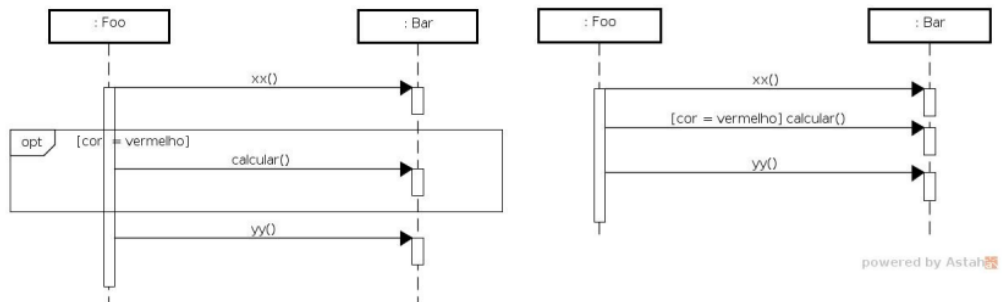 : Foo
: Bar
xx()
opt
[cor = vermelho]
calcular()
yy()
: Foo
: Bar
xx()
[cor = vermelho] calcular()
yy()
powered by Astah